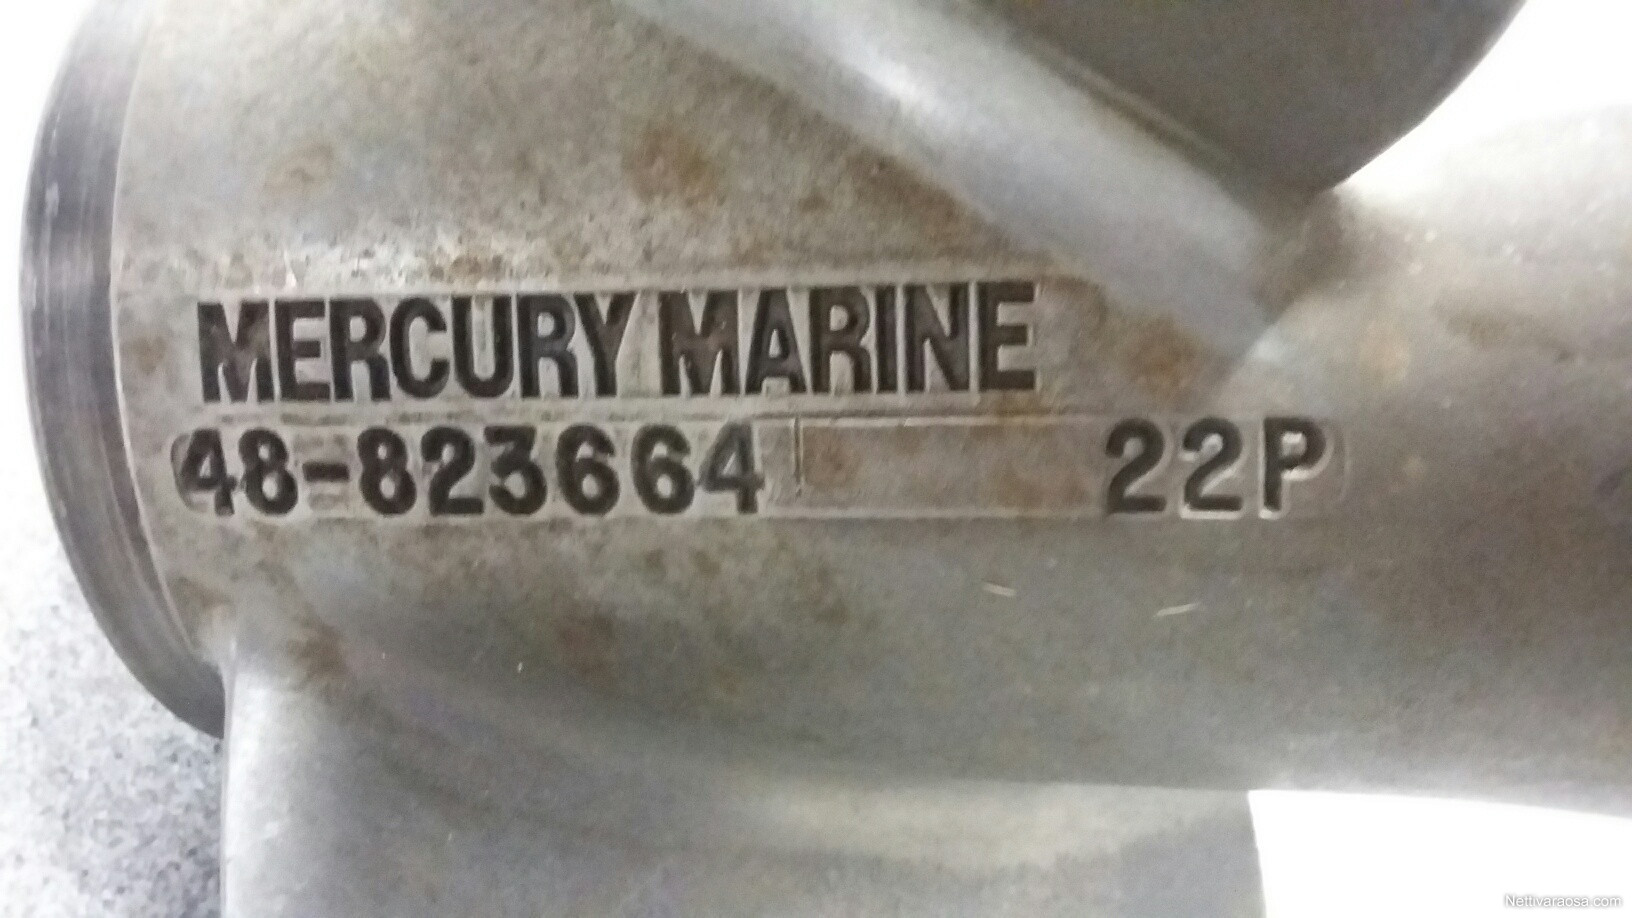 MERCURY MARINE
48-823664 22P
Nettivaraosa.com